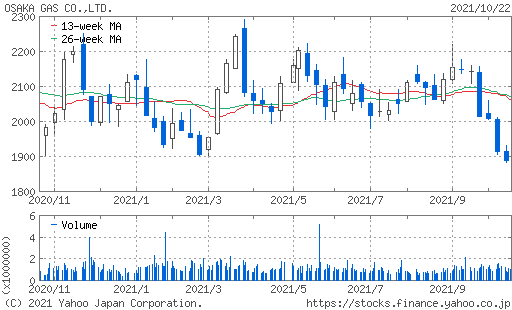 OSAKA GAS CO.,LTD. 2021/10/22
13-week MA
26-week MA
2300
2200
2100
2000
1900
1800
2020/11 2021/1 2021/3 2021/5 2021/7 2021/9
Volume
6
4
2
0
(x1000000)
2020/11 2021/1 2021/3 2021/5 2021/7 2021/9
(C) 2021 Yahoo Japan Corporation. https://stocks.finance.yahoo.co.jp/